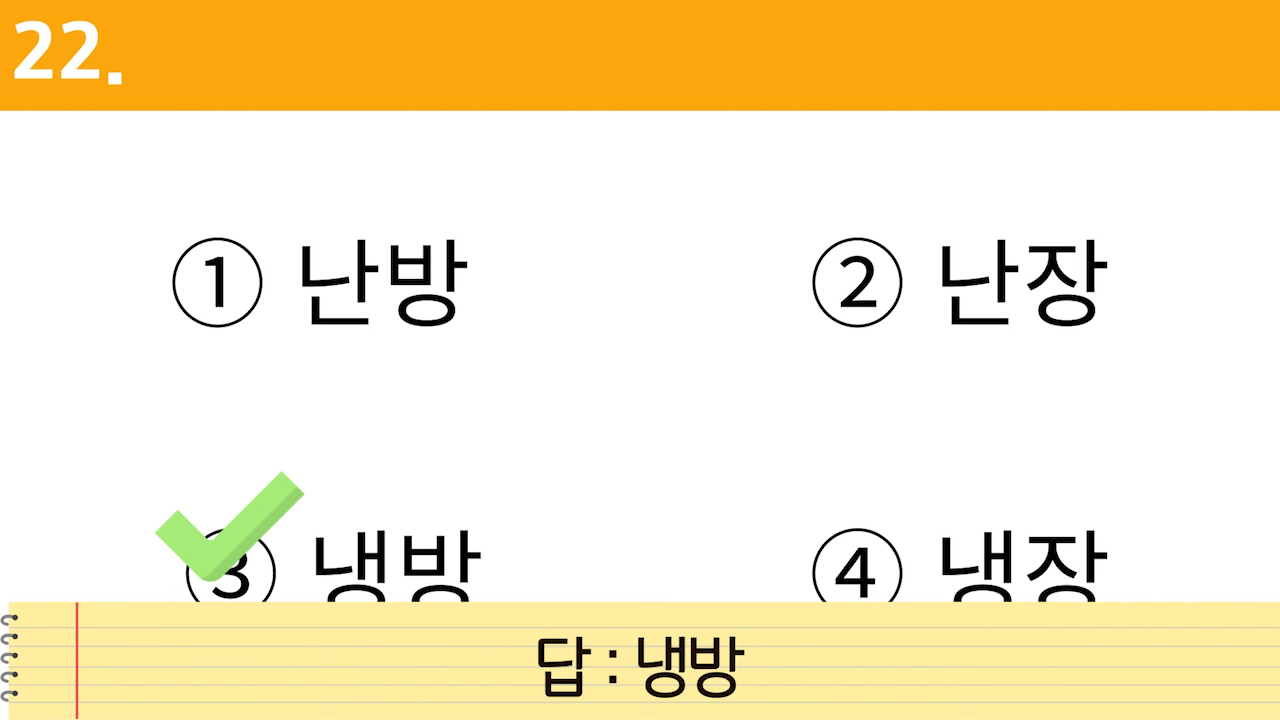 22.
① 난방
② 난장
③ 냉방
④ 냉장
답 : 냉방